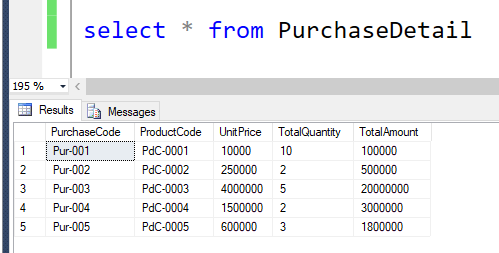 select * from PurchaseDetail
195 %
Results Messages
PurchaseCode ProductCode UnitPrice TotalQuantity TotalAmount
1 Pur-001 PdC-0001 10000 10 100000
2 Pur-002 PdC-0002 250000 2 500000
3 Pur-003 PdC-0003 4000000 5 20000000
4 Pur-004 PdC-0004 1500000 2 3000000
5 Pur-005 PdC-0005 600000 3 1800000